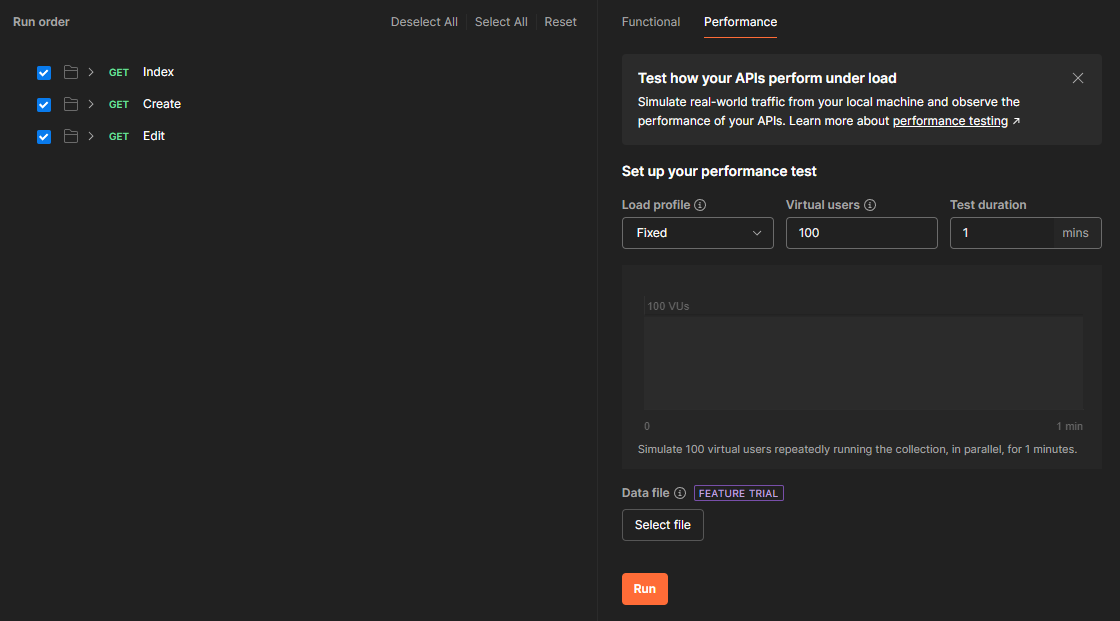 Run order
Deselect All Select All Reset
GET Index
GET Create
GET Edit
Functional Performance
Test how your APIs perform under load
Simulate real-world traffic from your local machine and observe the
performance of your APIs. Learn more about performance testing ↗
Set up your performance test
Load profile Virtual users Test duration
Fixed 100 1 mins
100 VUs
0 1 min
Simulate 100 virtual users repeatedly running the collection, in parallel, for 1 minutes.
Data file FEATURE TRIAL
Select file
Run